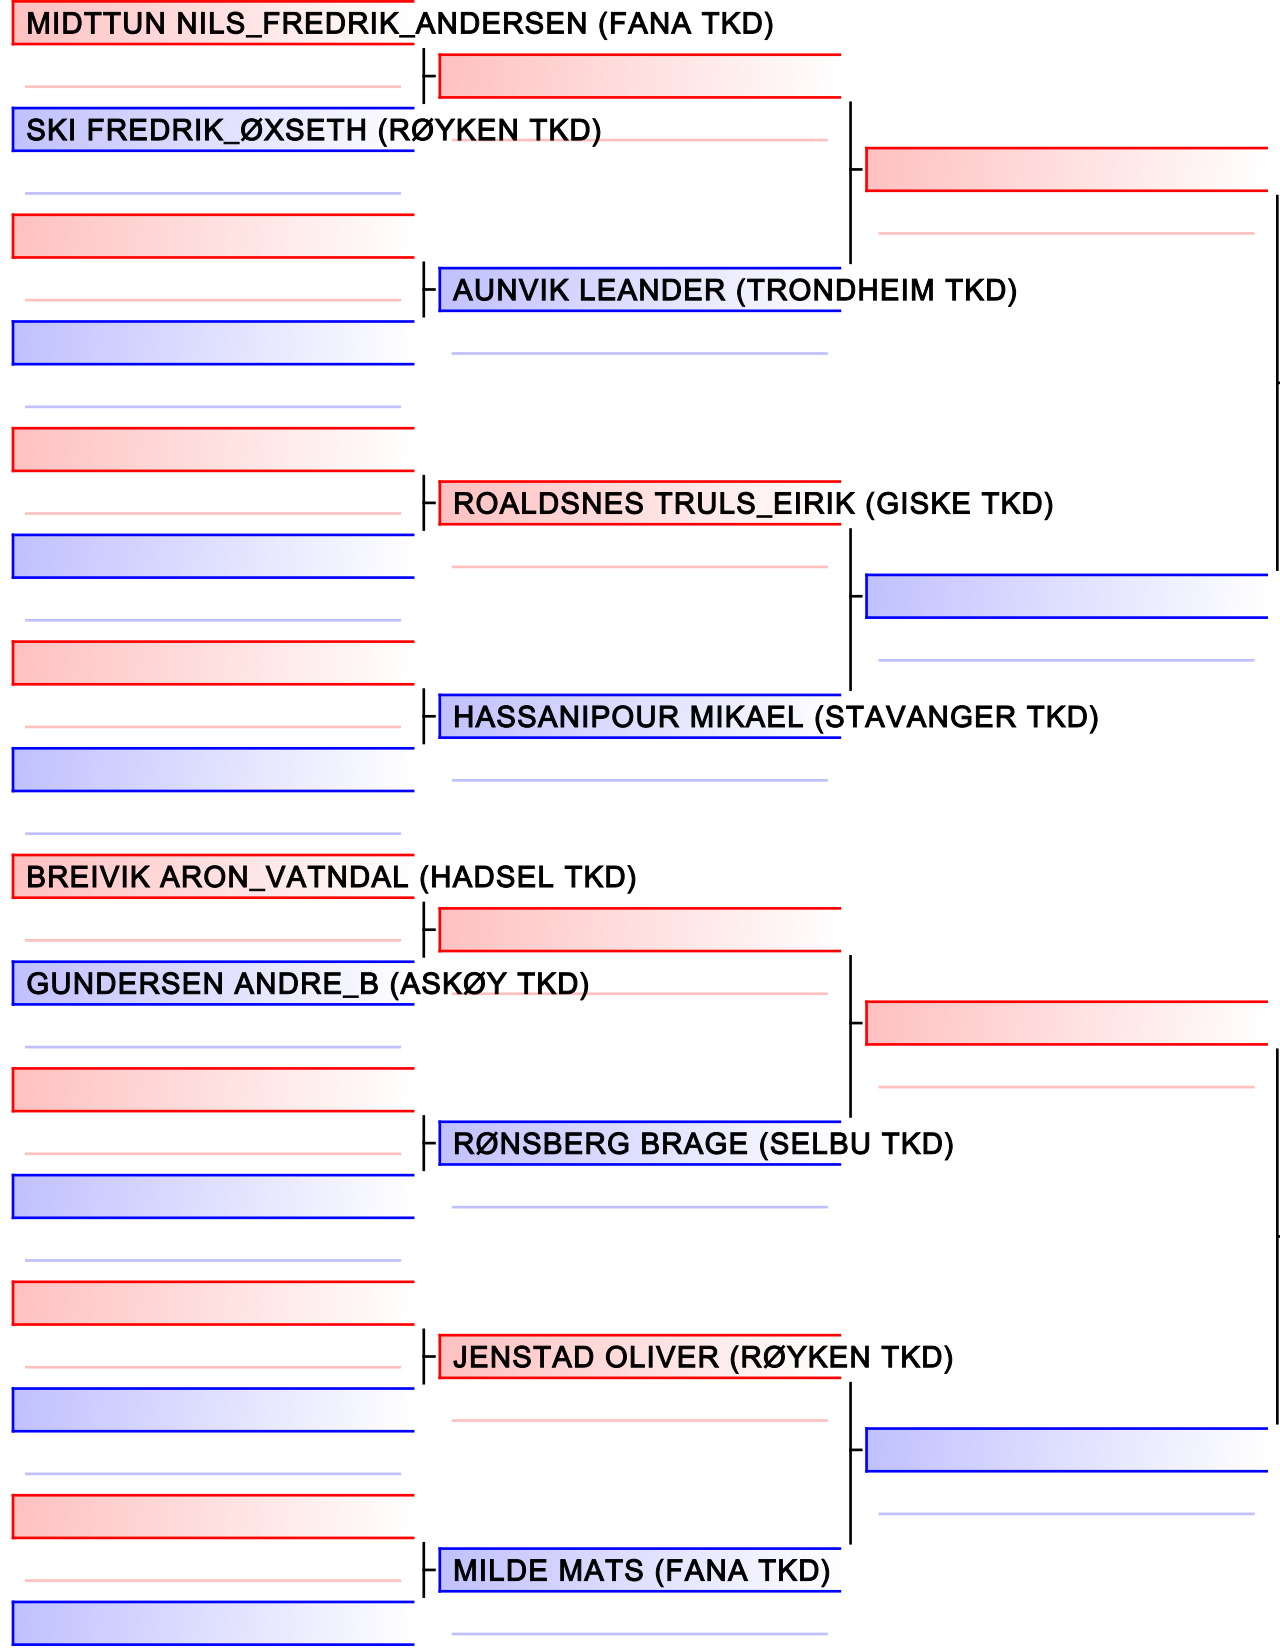 MIDTTUN NILS_FREDRIK_ANDERSEN (FANA TKD)
SKI FREDRIK_ØXSETH (RØYKEN TKD)
AUNVIK LEANDER (TRONDHEIM TKD)
ROALDSNES TRULS_EIRIK (GISKE TKD)
HASSANIPOUR MIKAEL (STAVANGER TKD)
BREIVIK ARON_VATNDAL (HADSEL TKD)
GUNDERSEN ANDRE_B (ASKØY TKD)
RØNSBERG BRAGE (SELBU TKD)
JENSTAD OLIVER (RØYKEN TKD)
MILDE MATS (FANA TKD)